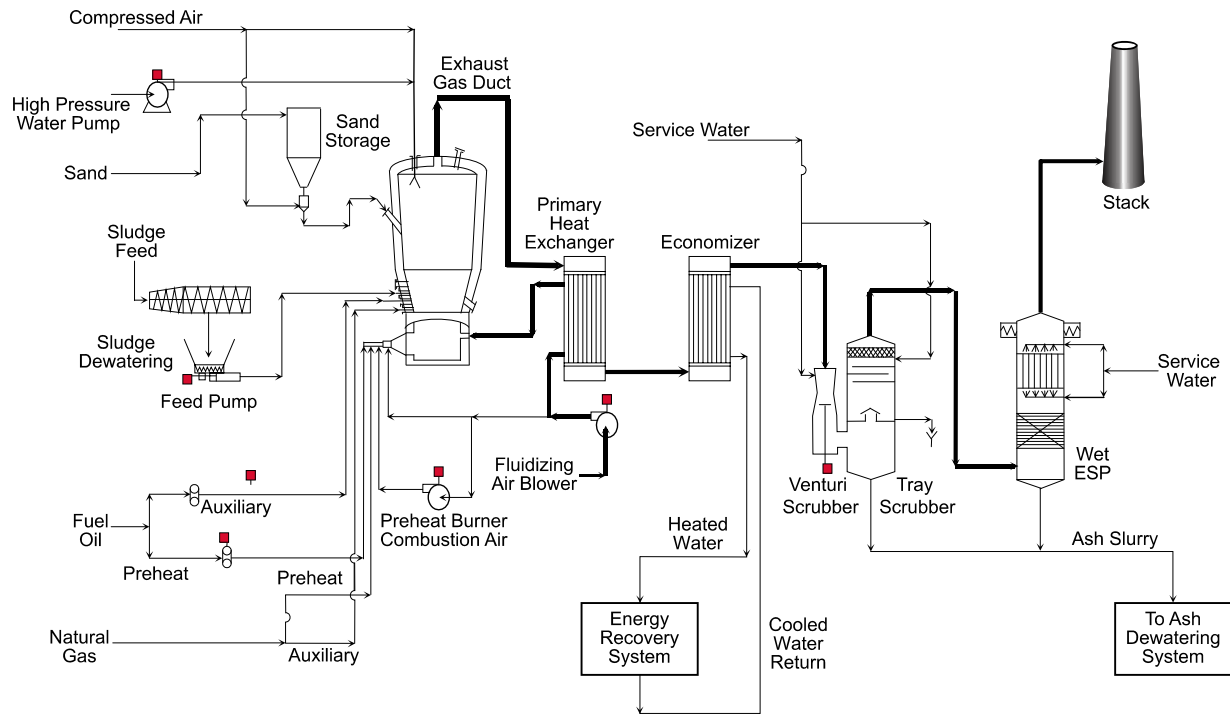 Compressed Air
Exhaust
Gas Duct
High Pressure
Water Pump
Sand
Storage
Service Water
Sand
Stack
Primary
Heat
Exchanger
Economizer
Sludge
Feed
Sludge
Dewatering
Feed Pump
Service
Water
Fluidizing
Air Blower
Wet
ESP
Venturi
Scrubber
Tray
Scrubber
Auxiliary
Fuel
Oil
Preheat Burner
Combustion Air
Heated
Water
Ash Slurry
Preheat
Preheat
Energy
Recovery
System
Cooled
Water
Return
To Ash
Dewatering
System
Natural
Gas
Auxiliary